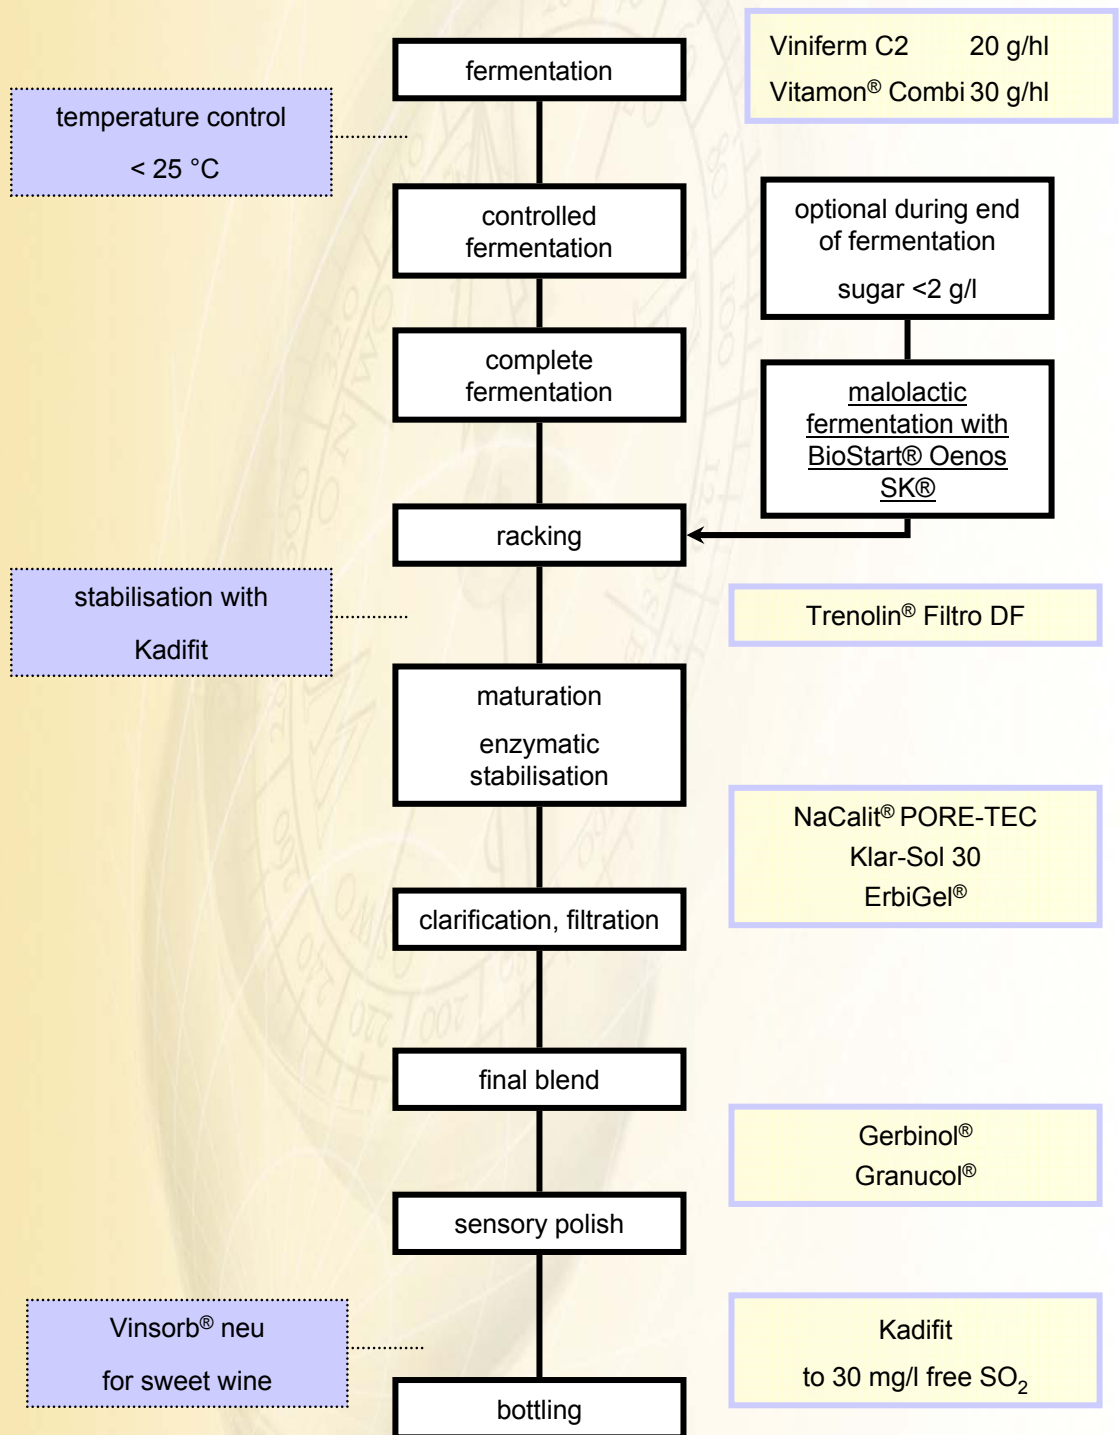 fermentation
Viniferm C2 20 g/hl
Vitamon® Combi 30 g/hl
temperature control
< 25 °C
controlled
fermentation
optional during end
of fermentation
sugar <2 g/l
complete
fermentation
malolactic
fermentation with
BioStart® Oenos
SK®
racking
stabilisation with
Kadifit
Trenolin® Filtro DF
maturation
enzymatic
stabilisation
NaCalit® PORE-TEC
Klar-Sol 30
ErbiGel®
clarification, filtration
final blend
Gerbinol®
Granucol®
sensory polish
Vinsorb® neu
for sweet wine
Kadifit
to 30 mg/l free SO₂
bottling